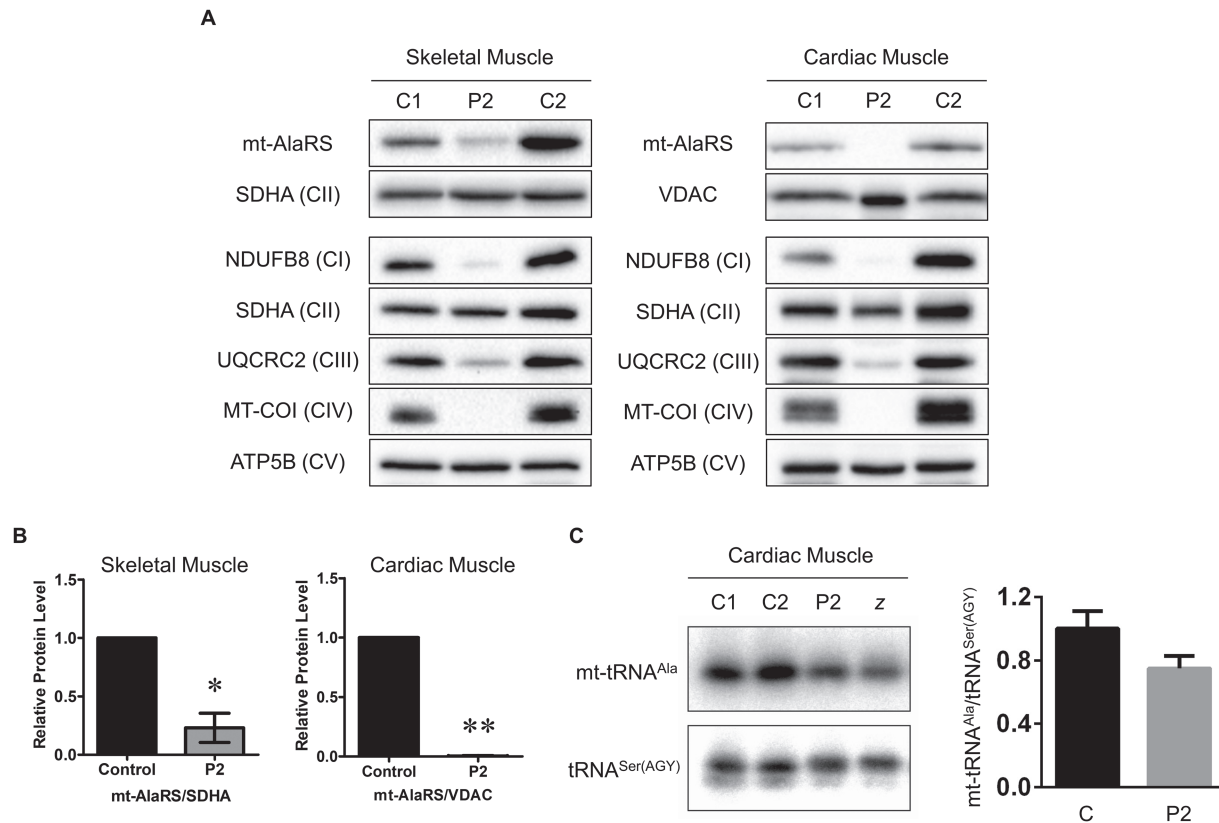 A
Skeletal Muscle
C1 P2 C2
mt-AlaRS
SDHA (CII)
NDUFB8 (CI)
SDHA (CII)
UQCRC2 (CIII)
MT-COI (CIV)
ATP5B (CV)
Cardiac Muscle
C1 P2 C2
mt-AlaRS
VDAC
NDUFB8 (CI)
SDHA (CII)
UQCRC2 (CIII)
MT-COI (CIV)
ATP5B (CV)
B
Skeletal Muscle
Relative Protein Level
1.5
1.0
0.5
0.0
*
Control P2
mt-AlaRS/SDHA
Cardiac Muscle
Relative Protein Level
1.5
1.0
0.5
0.0
**
Control P2
mt-AlaRS/VDAC
C
Cardiac Muscle
C1 C2 P2 z
mt-tRNAAla
tRNASer(AGY)
mt-tRNAAla/tRNASer(AGY)
1.2
0.8
0.4
0.0
C P2